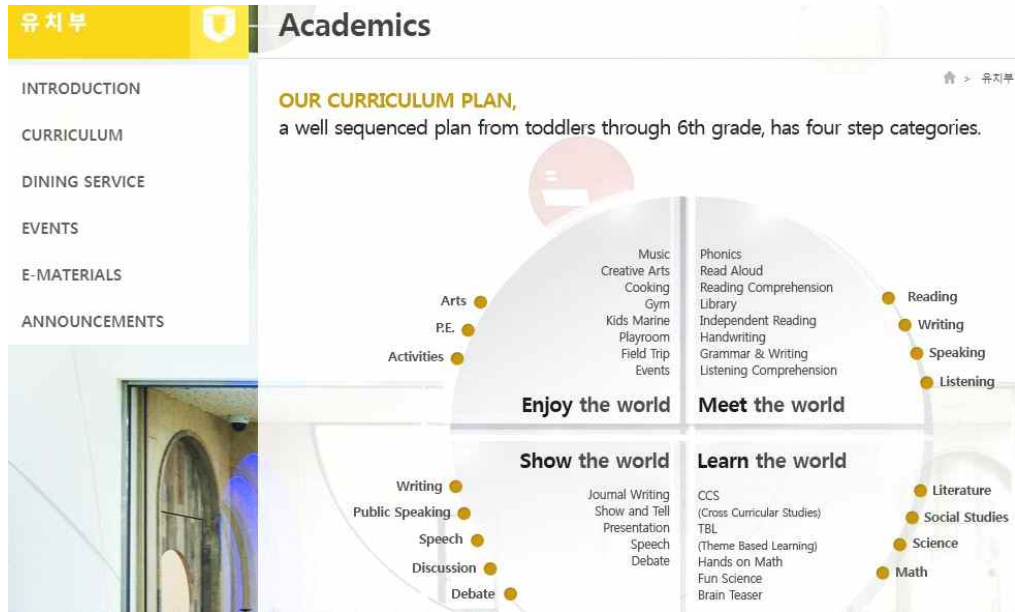 유치부
Academics
INTRODUCTION
CURRICULUM
DINING SERVICE
EVENTS
E-MATERIALS
ANNOUNCEMENTS
> 유치부
OUR CURRICULUM PLAN,
a well sequenced plan from toddlers through 6th grade, has four step categories.
Arts
P.E.
Activities
Music
Creative Arts
Cooking
Gym
Kids Marine
Playroom
Field Trip
Events
Enjoy the world
Phonics
Read Aloud
Reading Comprehension
Library
Independent Reading
Handwriting
Grammar & Writing
Listening Comprehension
Meet the world
Reading
Writing
Speaking
Listening
Show the world
Writing
Public Speaking
Speech
Discussion
Debate
Journal Writing
Show and Tell
Presentation
Speech
Debate
Learn the world
CCS
(Cross Curricular Studies)
TBL
(Theme Based Learning)
Hands on Math
Fun Science
Brain Teaser
Literature
Social Studies
Science
Math